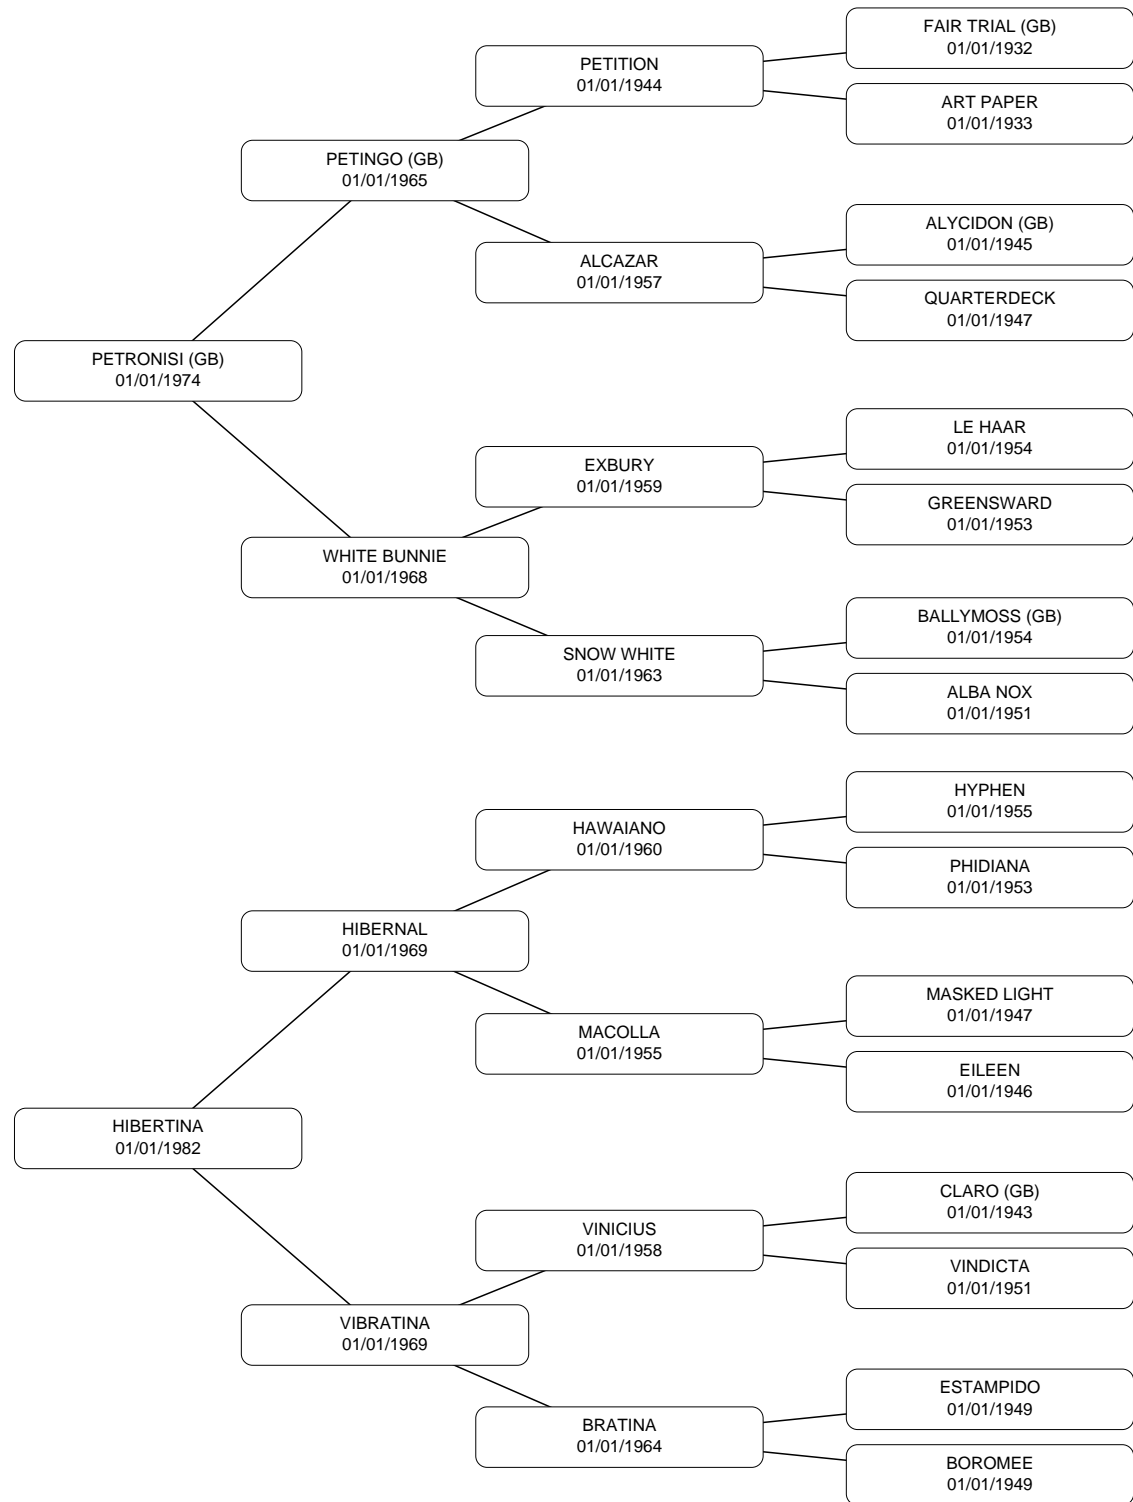 FAIR TRIAL (GB)
01/01/1932
PETITION
01/01/1944
ART PAPER
01/01/1933
PETINGO (GB)
01/01/1965
ALYCIDON (GB)
01/01/1945
ALCAZAR
01/01/1957
QUARTERDECK
01/01/1947
PETRONISI (GB)
01/01/1974
LE HAAR
01/01/1954
EXBURY
01/01/1959
GREENSWARD
01/01/1953
WHITE BUNNIE
01/01/1968
BALLYMOSS (GB)
01/01/1954
SNOW WHITE
01/01/1963
ALBA NOX
01/01/1951
HYPHEN
01/01/1955
HAWAIANO
01/01/1960
PHIDIANA
01/01/1953
HIBERNAL
01/01/1969
MASKED LIGHT
01/01/1947
MACOLLA
01/01/1955
EILEEN
01/01/1946
HIBERTINA
01/01/1982
CLARO (GB)
01/01/1943
VINICIUS
01/01/1958
VINDICTA
01/01/1951
VIBRATINA
01/01/1969
ESTAMPIDO
01/01/1949
BRATINA
01/01/1964
BOROMEE
01/01/1949